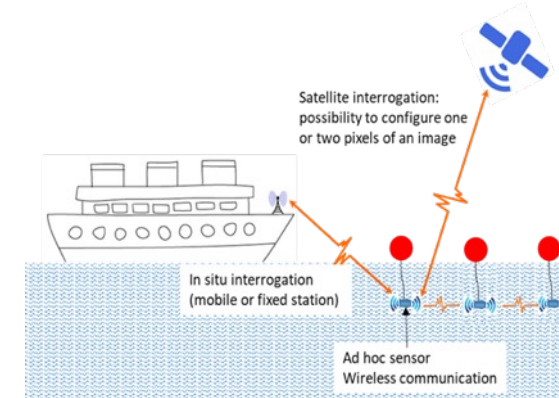 Satellite interrogation:
possibility to configure one
or two pixels of an image
In situ interrogation
(mobile or fixed station)
Ad hoc sensor
Wireless communication